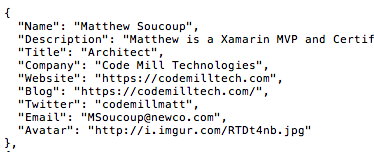 {
"Name": "Matthew Soucoup",
"Description": "Matthew is a Xamarin MVP and Certif
"Title": "Architect",
"Company": "Code Mill Technologies",
"Website": "https://codemilltech.com",
"Blog": "https://codemilltech.com/",
"Twitter": "codemillmatt",
"Email": "MSoucoup@newco.com",
"Avatar": "http://i.imgur.com/RTDt4nb.jpg"
},